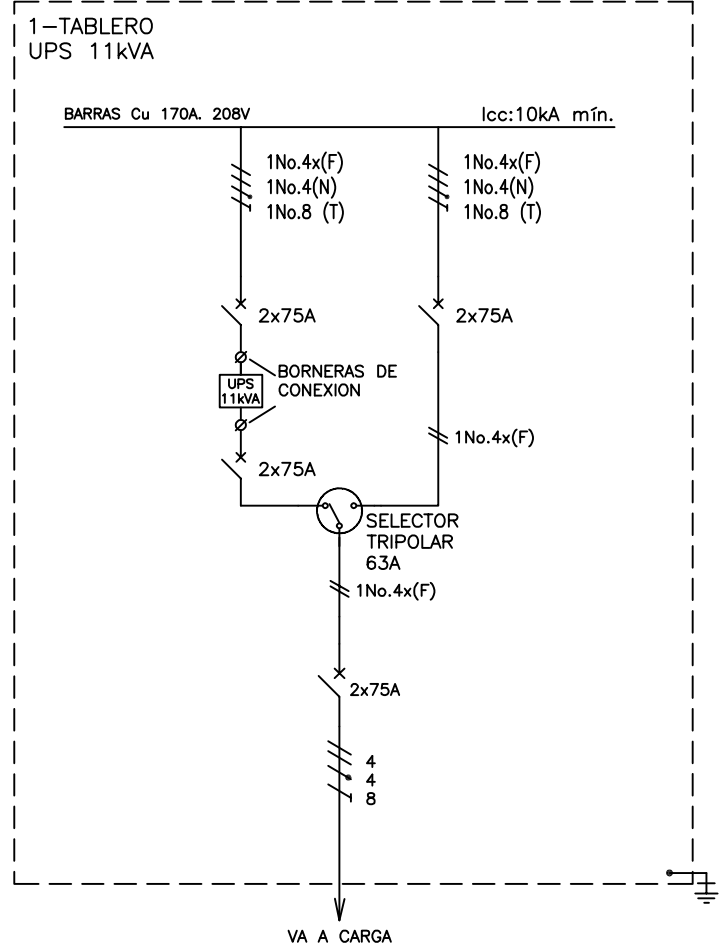 1-TABLERO
UPS 11kVA
BARRAS Cu 170A. 208V
Icc:10kA mín.
1No.4x(F)
1No.4(N)
1No.8 (T)
1No.4x(F)
1No.4(N)
1No.8 (T)
2x75A
2x75A
BORNERAS DE
CONEXION
UPS
11kVA
1No.4x(F)
2x75A
SELECTOR
TRIPOLAR
63A
1No.4x(F)
2x75A
4
4
8
VA A CARGA